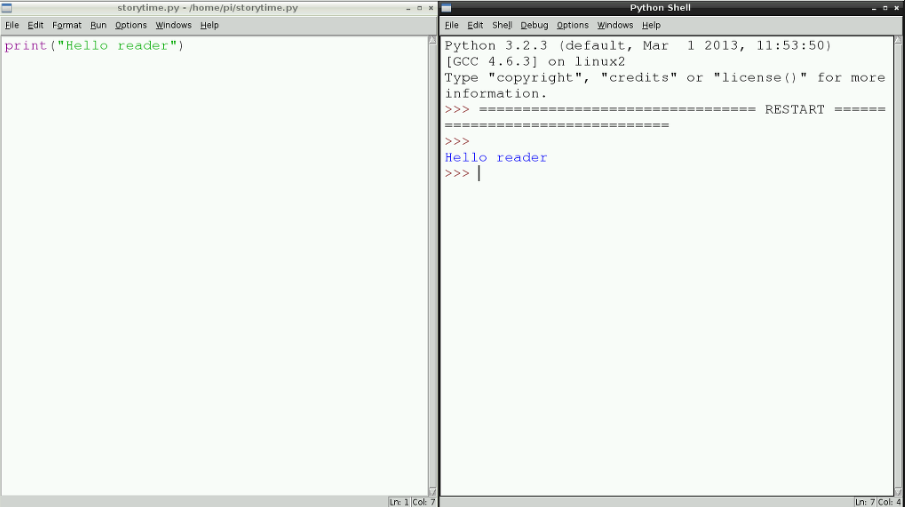 storytime.py - /home/pi/storytime.py
File Edit Format Run Options Windows Help
print("Hello reader")
Ln: 1 Col: 7
Python Shell
File Edit Shell Debug Options Windows Help
Python 3.2.3 (default, Mar  1 2013, 11:53:50)
[GCC 4.6.3] on linux2
Type "copyright", "credits" or "license()" for more
information.
>>> ================================ RESTART ======
==========================
>>>
Hello reader
>>>
Ln: 7 Col: 4